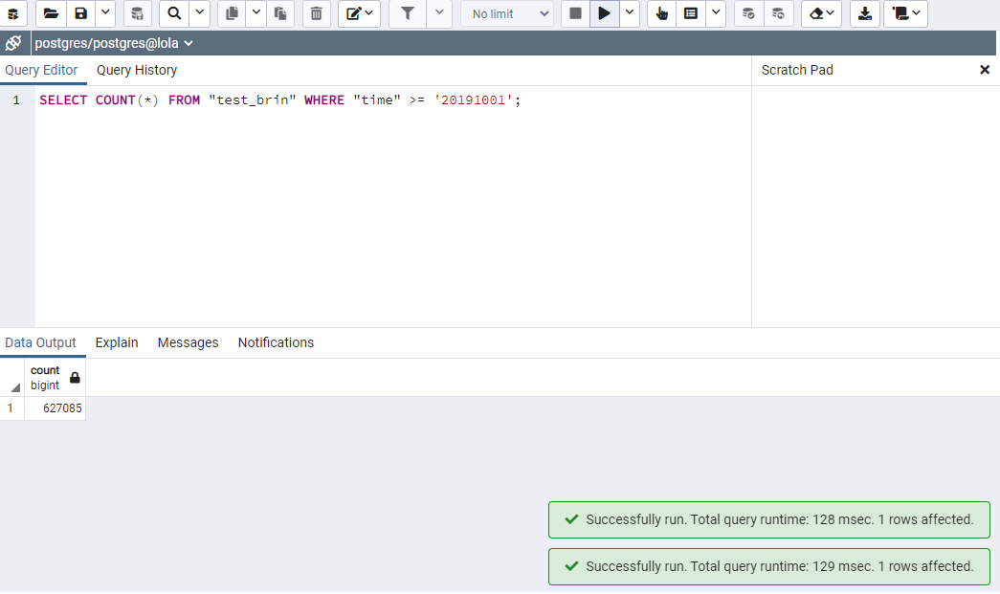 No limit
postgres/postgres@lola
Query Editor Query History
Scratch Pad
1 SELECT COUNT(*) FROM "test_brin" WHERE "time" >= '20191001';
Data Output Explain Messages Notifications
count
bigint
1 627085
Successfully run. Total query runtime: 128 msec. 1 rows affected.
Successfully run. Total query runtime: 129 msec. 1 rows affected.